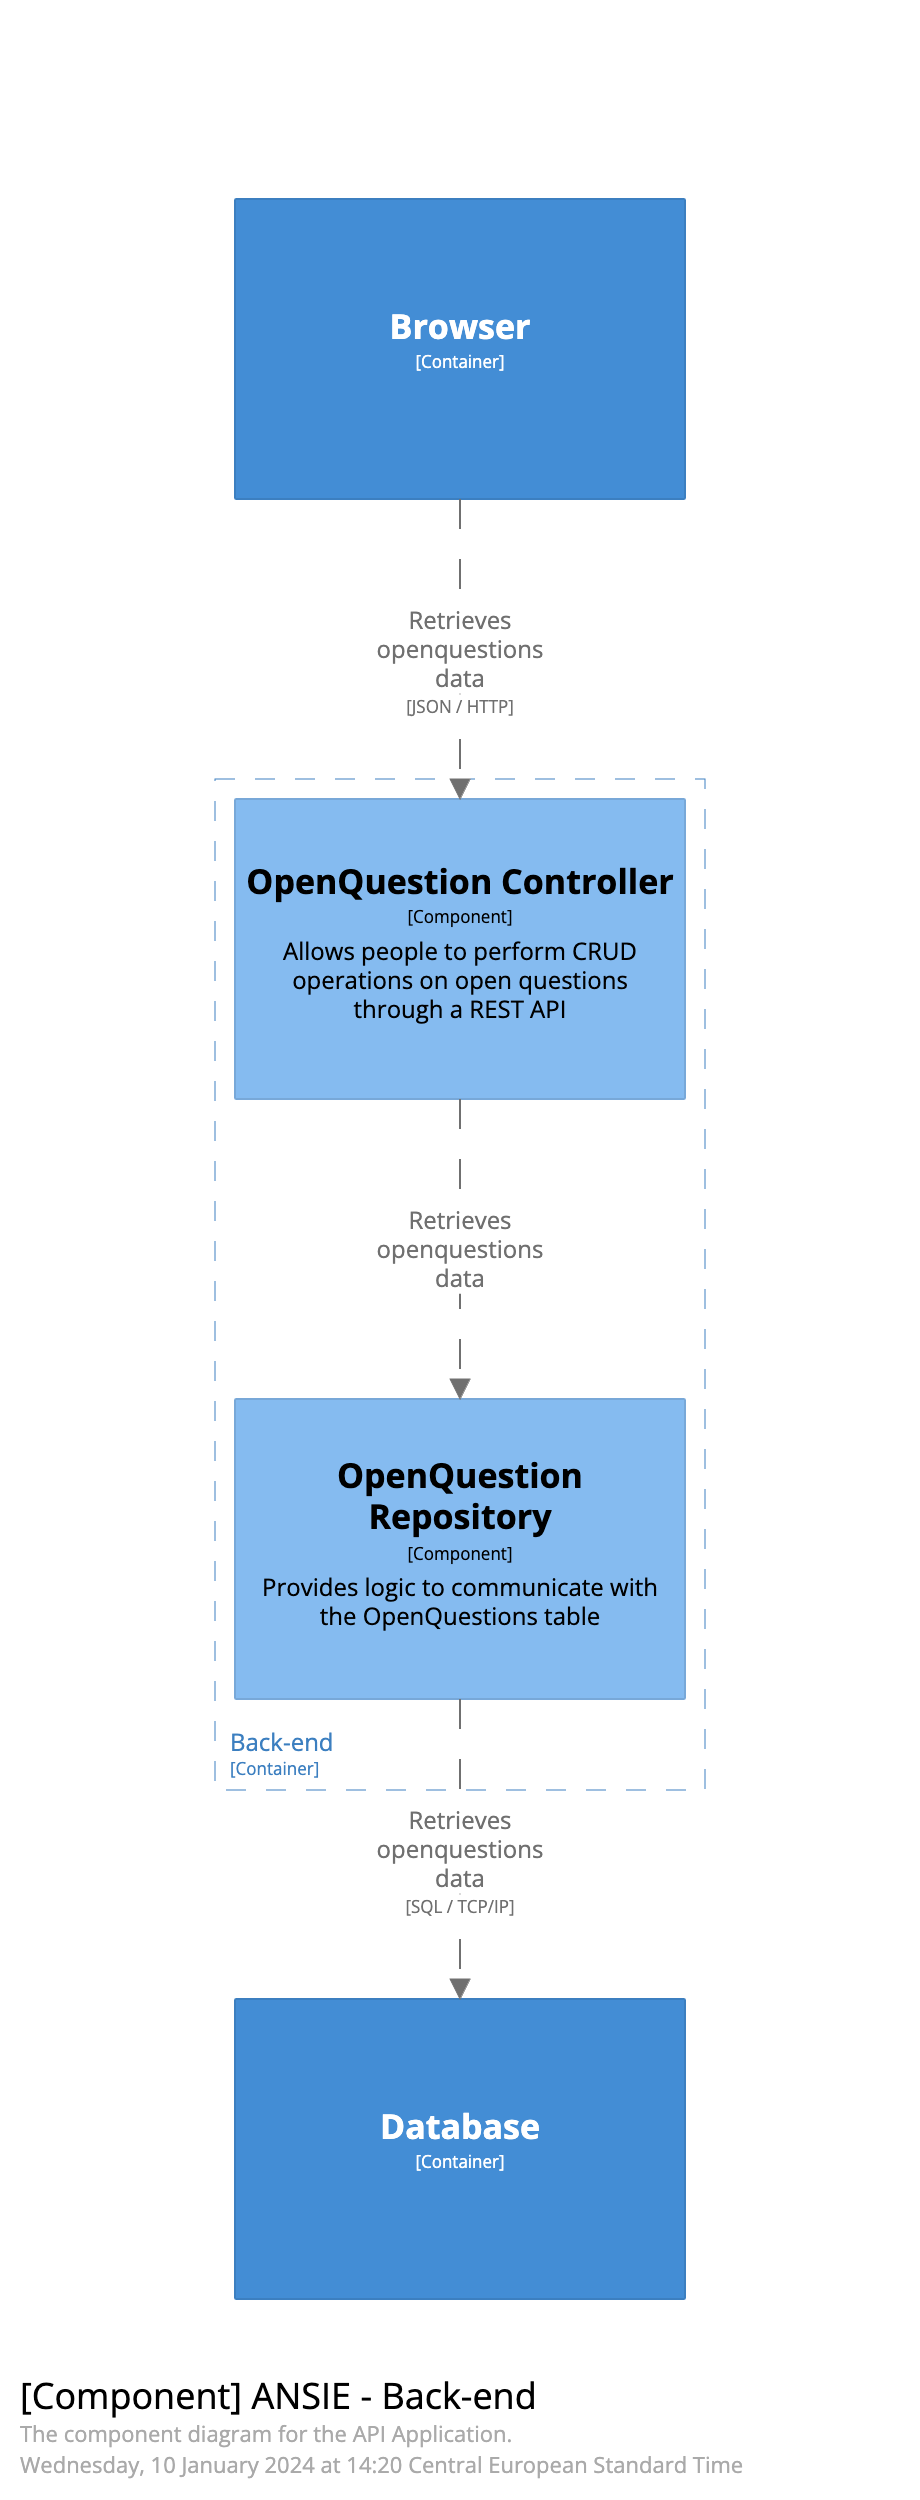 Browser
[Container]
Retrieves
openquestions
data
[JSON / HTTP]
OpenQuestion Controller
[Component]
Allows people to perform CRUD
operations on open questions
through a REST API
Retrieves
openquestions
data
OpenQuestion
Repository
[Component]
Provides logic to communicate with
the OpenQuestions table
Back-end
[Container]
Retrieves
openquestions
data
[SQL / TCP/IP]
Database
[Container]
[Component] ANSIE - Back-end
The component diagram for the API Application.
Wednesday, 10 January 2024 at 14:20 Central European Standard Time